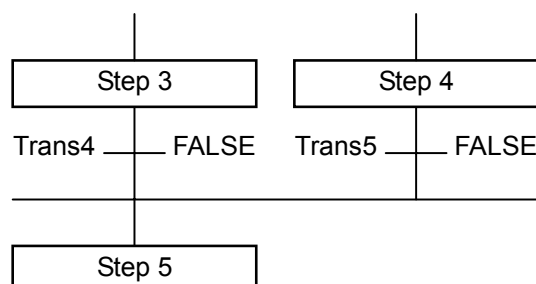 Step 3 Step 4
Trans4 FALSE Trans5 FALSE
Step 5